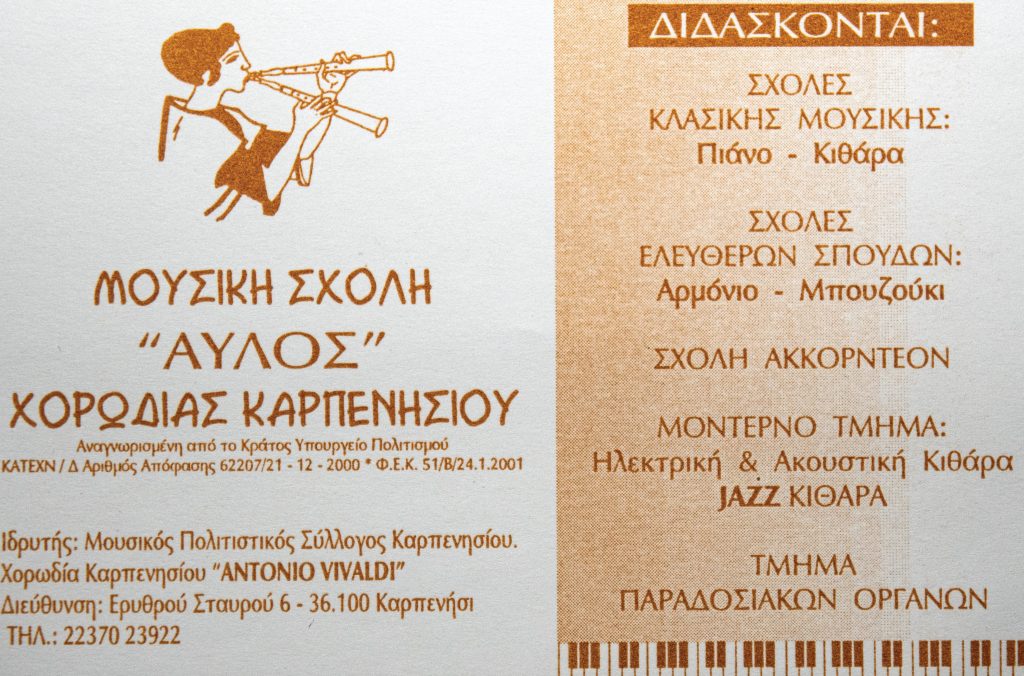 ΜΟΥΣΙΚΗ ΣΧΟΛΗ
“ΑΥΛΟΣ”
ΧΟΡΩΔΙΑΣ ΚΑΡΠΕΝΗΣΙΟΥ
Αναγνωρισμένη από το Κράτος Υπουργείο Πολιτισμού
ΚΑΤΕΧΝ / Δ Αριθμός Απόφασης 62207/21 - 12 - 2000 * Φ.Ε.Κ. 51/Β/24.1.2001
Ιδρυτής: Μουσικός Πολιτιστικός Σύλλογος Καρπενησίου.
Χορωδία Καρπενησίου “ANTONIO VIVALDI”
Διεύθυνση: Ερυθρού Σταυρού 6 - 36.100 Καρπενήσι
ΤΗΛ.: 22370 23922
ΔΙΔΑΣΚΟΝΤΑΙ:
ΣΧΟΛΕΣ
ΚΛΑΣΙΚΗΣ ΜΟΥΣΙΚΗΣ:
Πιάνο - Κιθάρα
ΣΧΟΛΕΣ
ΕΛΕΥΘΕΡΩΝ ΣΠΟΥΔΩΝ:
Αρμόνιο - Μπουζούκι
ΣΧΟΛΗ ΑΚΚΟΡΝΤΕΟΝ
ΜΟΝΤΕΡΝΟ ΤΜΗΜΑ:
Ηλεκτρική & Ακουστική Κιθάρα
JAZZ ΚΙΘΑΡΑ
ΤΜΗΜΑ
ΠΑΡΑΔΟΣΙΑΚΩΝ ΟΡΓΑΝΩΝ